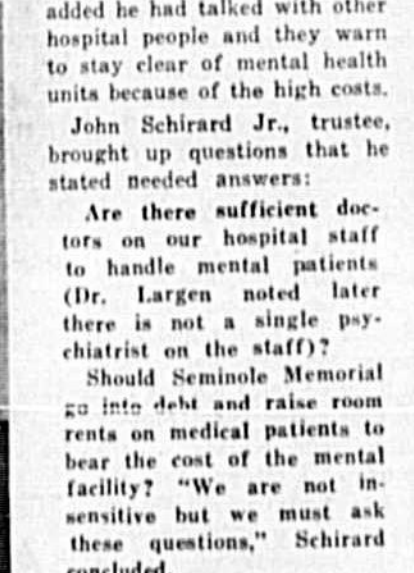 added he had talked with other
hospital people and they warn
to stay clear of mental health
units because of the high costs.
John Schirard Jr., trustee,
brought up questions that he
stated needed answers:
Are there sufficient doc-
tors on our hospital staff
to handle mental patients
(Dr. Largen noted later
there is not a single psy-
chiatrist on the staff)?
Should Seminole Memorial
go into debt and raise room
rents on medical patients to
bear the cost of the mental
facility? "We are not in-
sensitive but we must ask
these questions," Schirard
concluded.